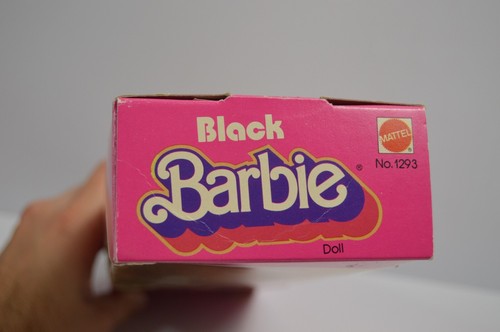 Black
Barbie®
Doll
MATTEL
®
No.1293